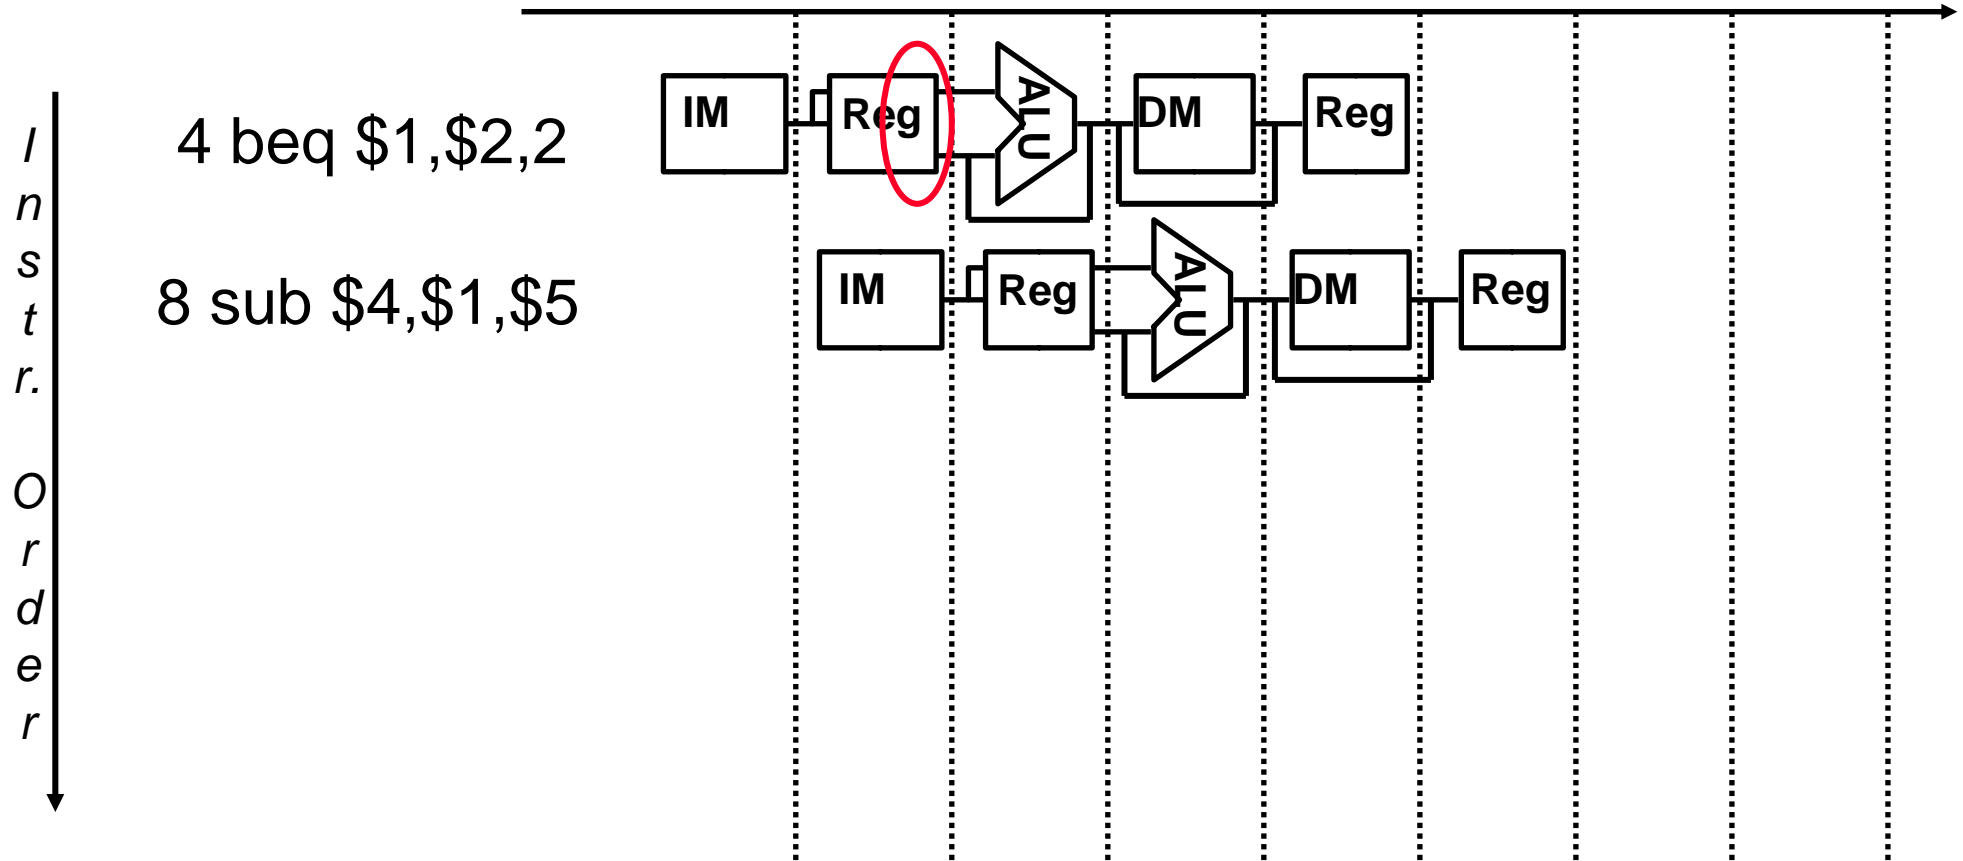 IM Reg ALU DM Reg
4 beq $1,$2,2
IM Reg ALU DM Reg
8 sub $4,$1,$5
I
n
s
t
r.
O
r
d
e
r